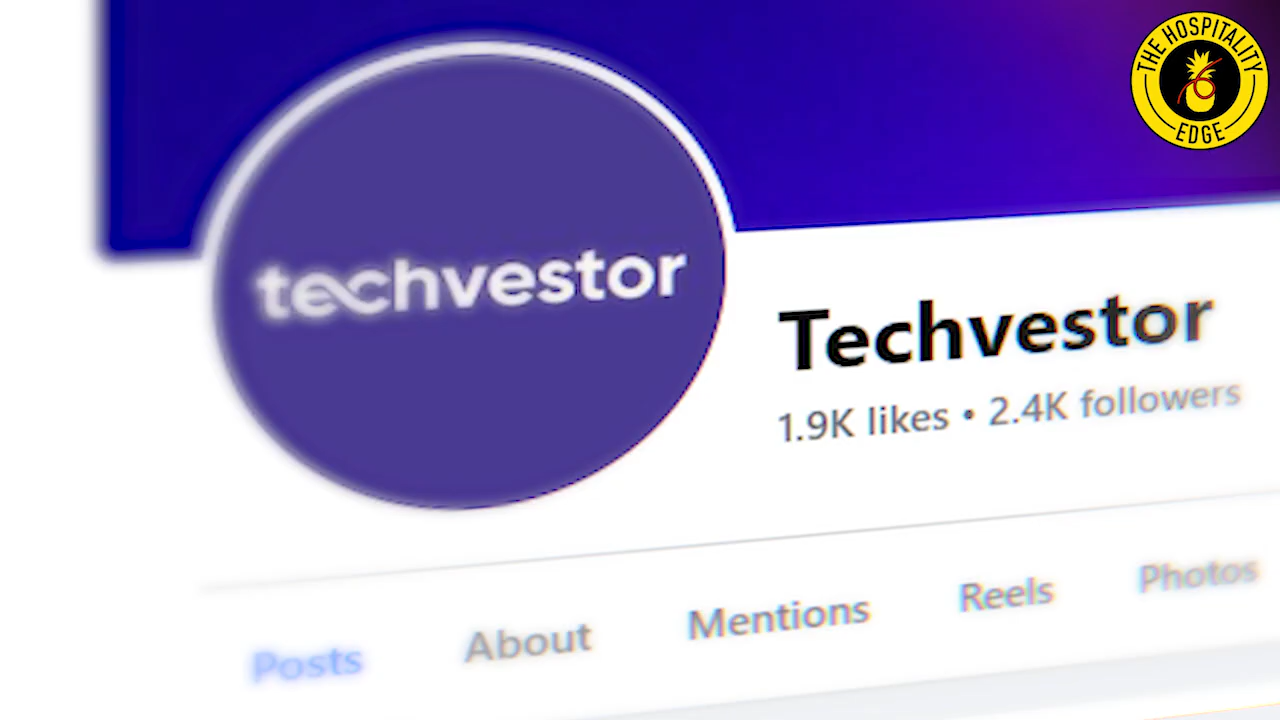 THE HOSPITALITY
EDGE
techvestor
Techvestor
1.9K likes • 2.4K followers
Posts
About
Mentions
Reels
Photos